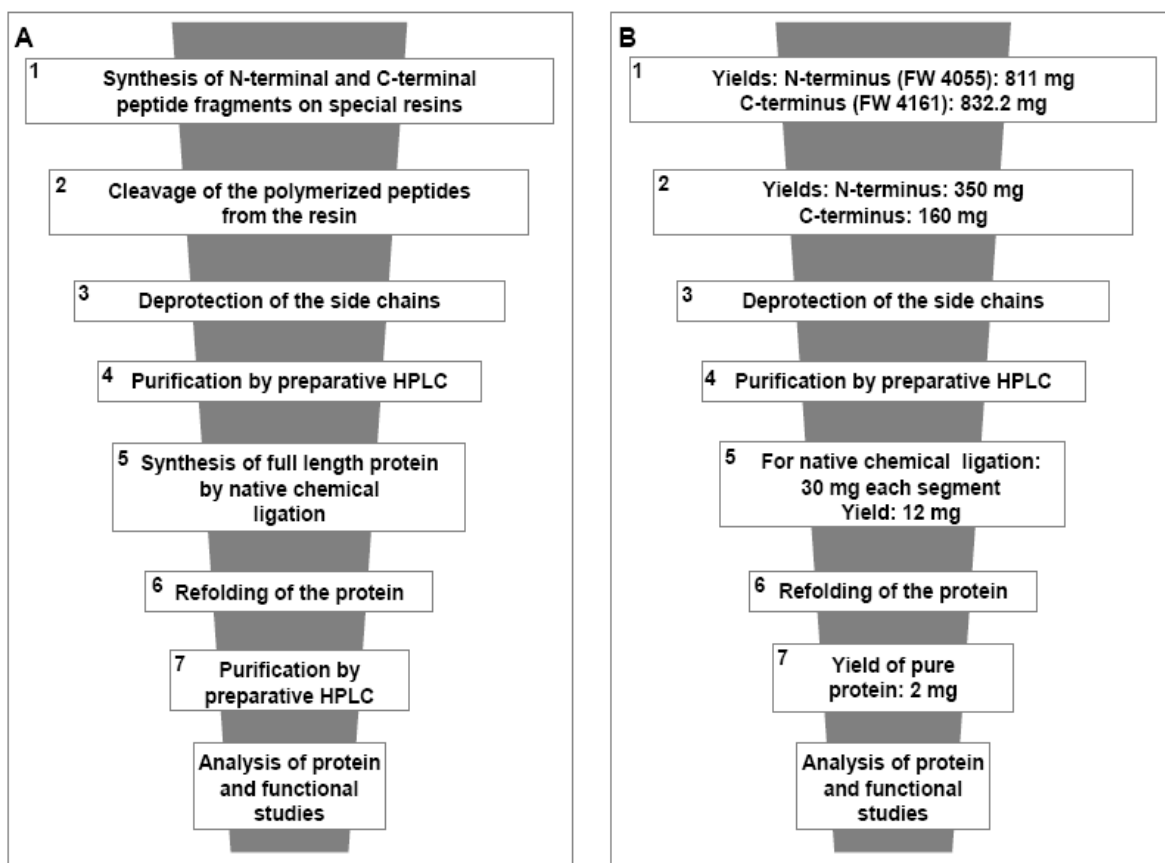 A
1
Synthesis of N-terminal and C-terminal
peptide fragments on special resins
2
Cleavage of the polymerized peptides
from the resin
3
Deprotection of the side chains
4
Purification by preparative HPLC
5
Synthesis of full length protein
by native chemical
ligation
6
Refolding of the protein
7
Purification by
preparative HPLC
Analysis of protein
and functional
studies
B
1
Yields: N-terminus (FW 4055): 811 mg
C-terminus (FW 4161): 832.2 mg
2
Yields: N-terminus: 350 mg
C-terminus: 160 mg
3
Deprotection of the side chains
4
Purification by preparative HPLC
5
For native chemical ligation:
30 mg each segment
Yield: 12 mg
6
Refolding of the protein
7
Yield of pure
protein: 2 mg
Analysis of protein
and functional
studies